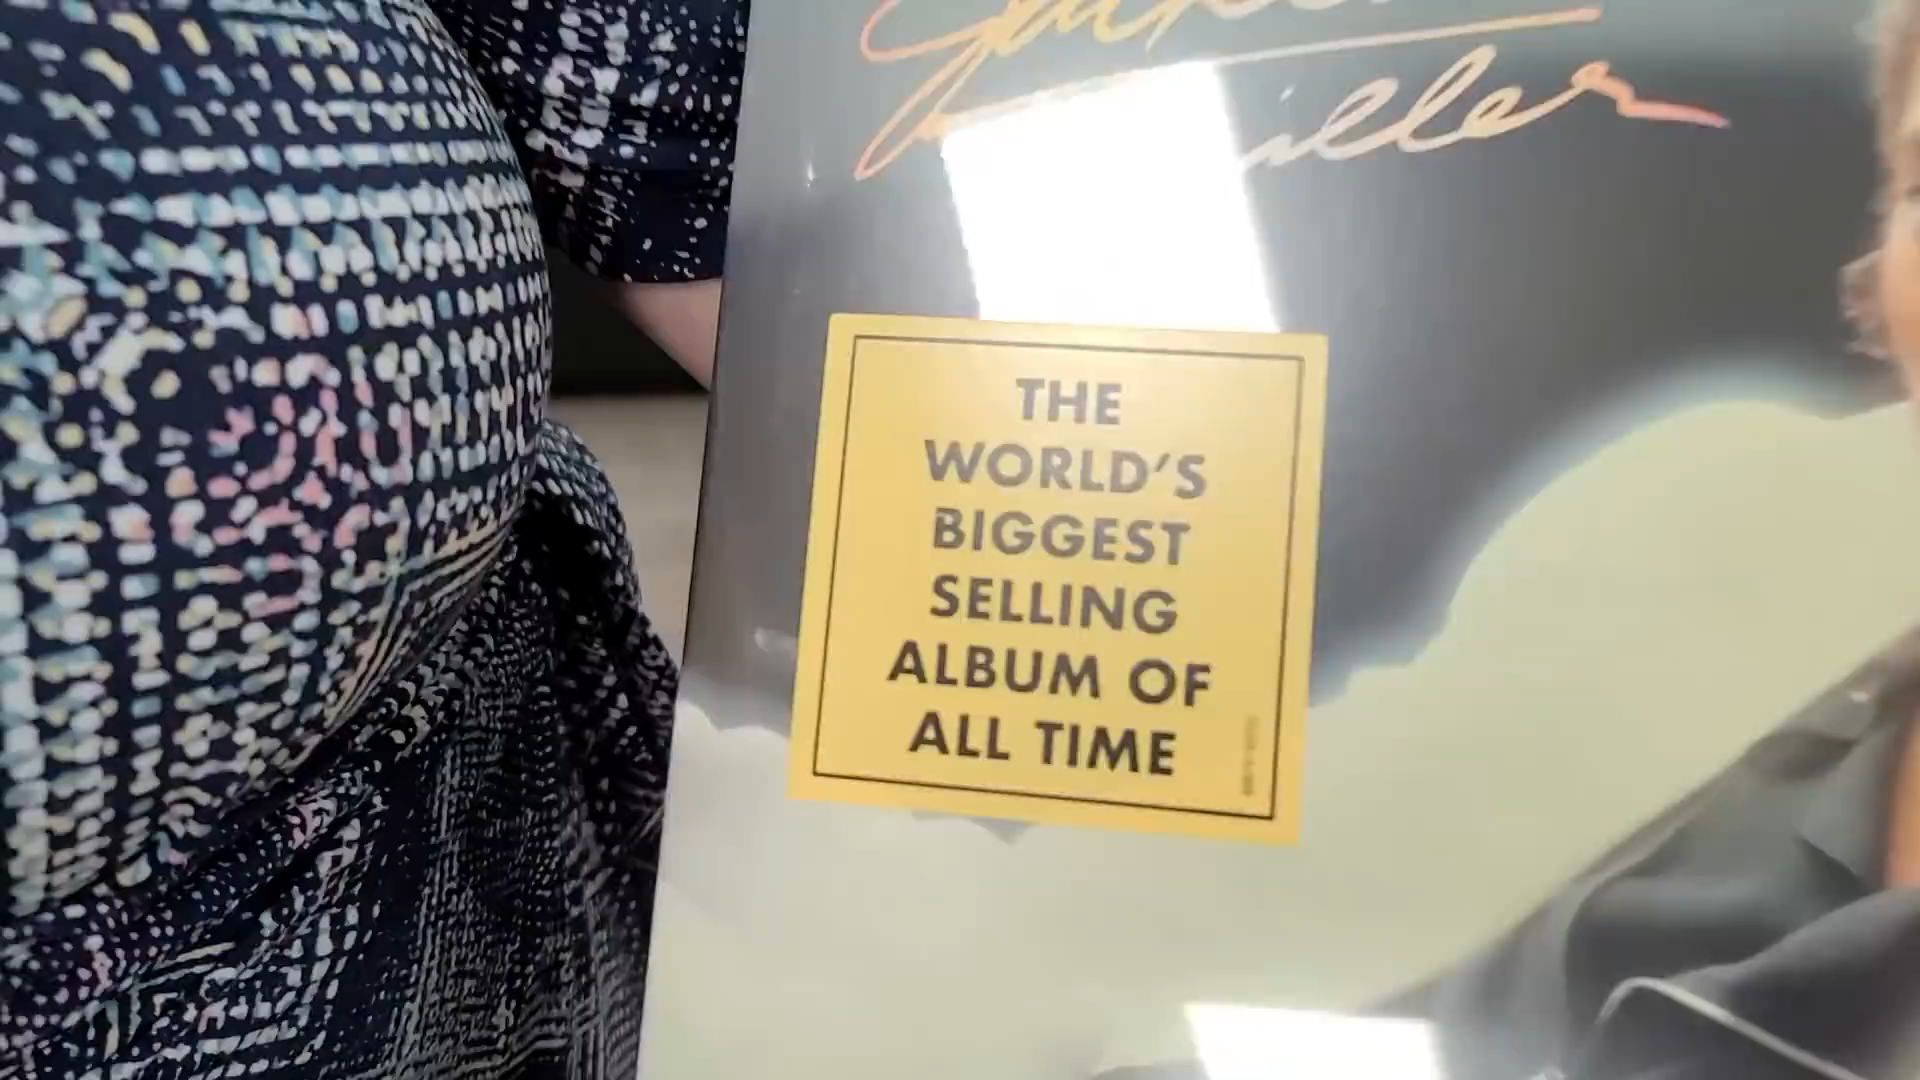 THE
WORLD'S
BIGGEST
SELLING
ALBUM OF
ALL TIME